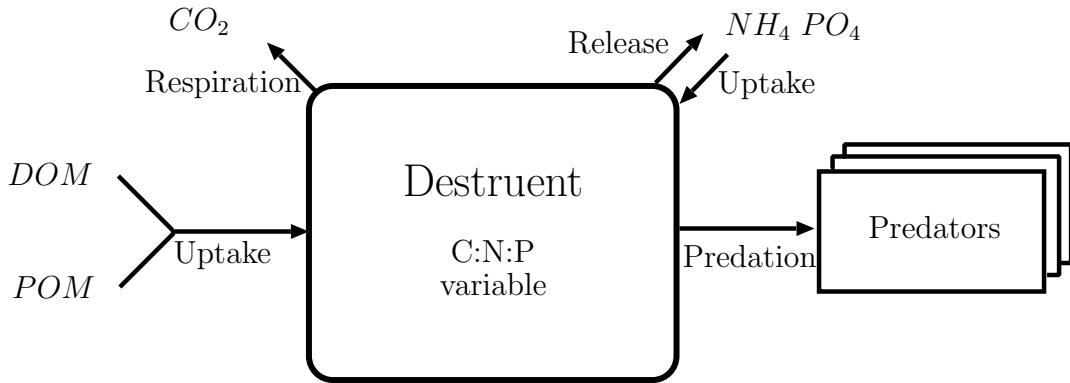 CO₂
NH₄ PO₄
Release
Respiration
Uptake
DOM
Destruent
Predators
Uptake
C:N:P
Predation
POM
variable